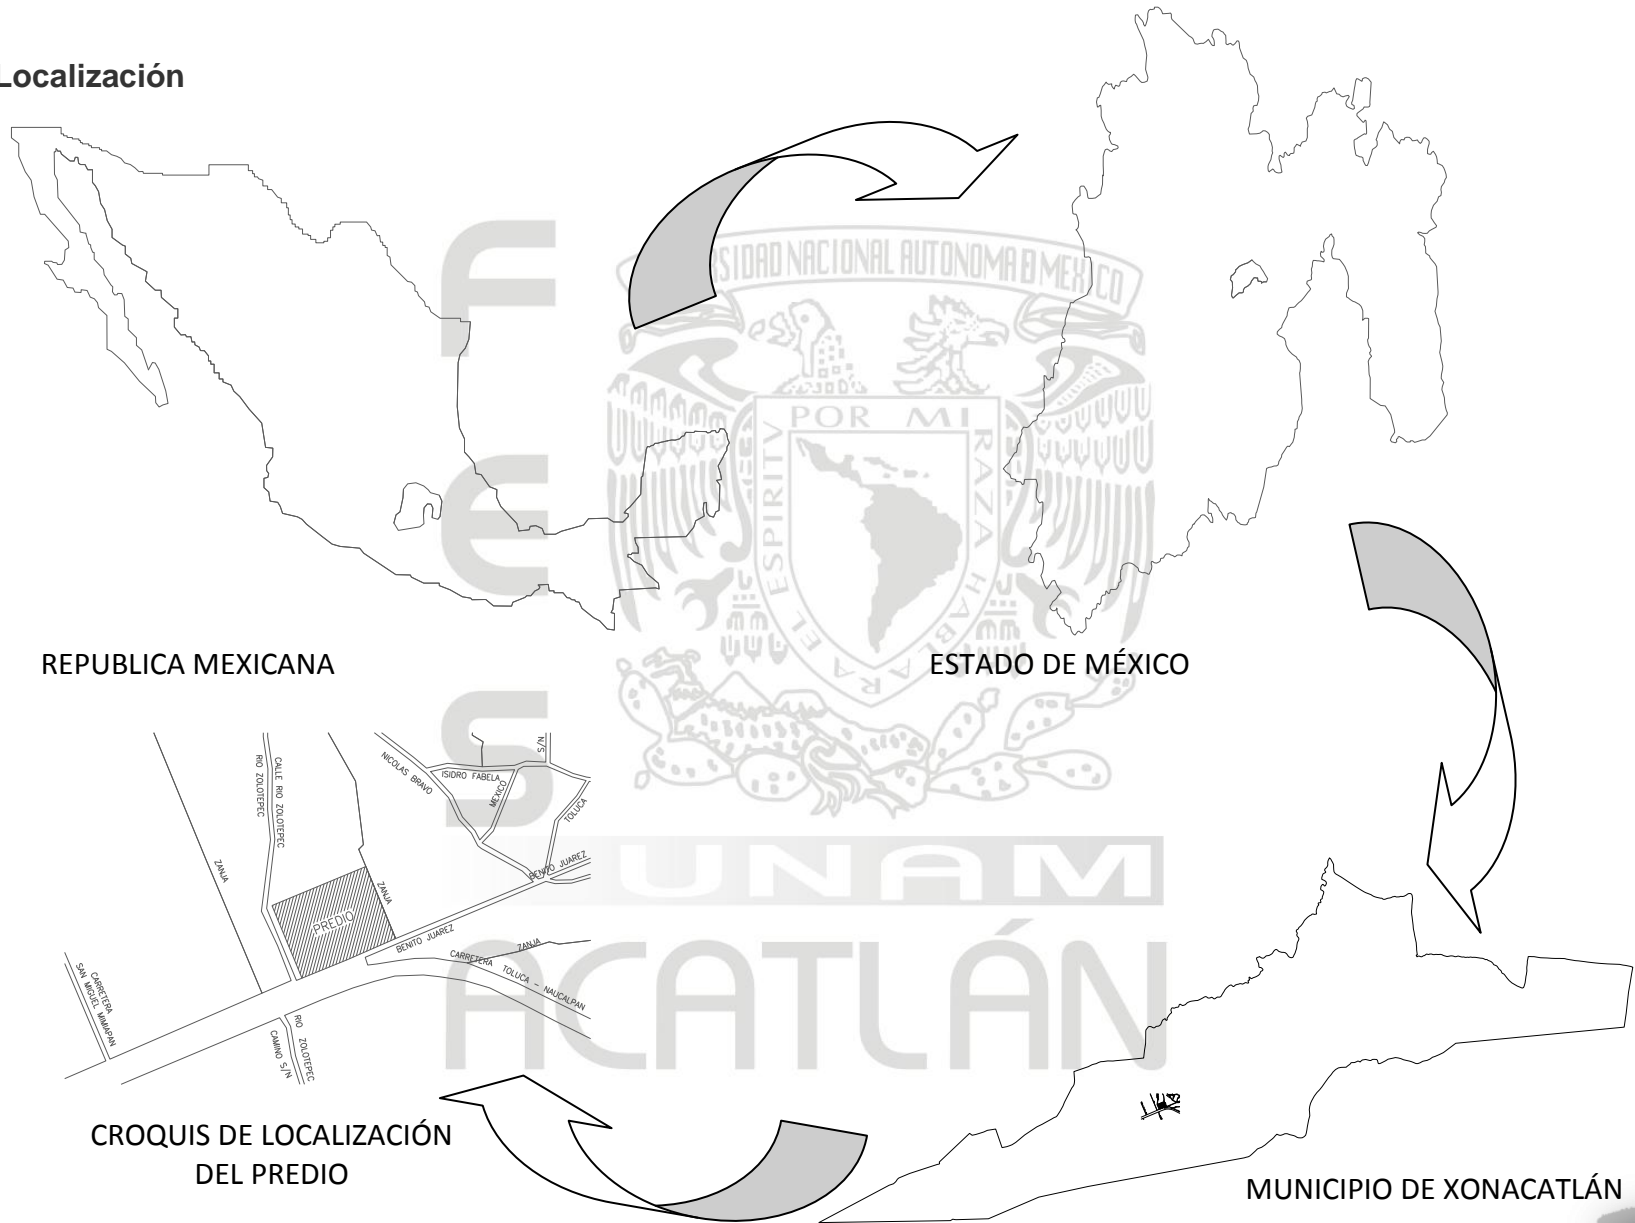 Localización
SIDAD NACIONAL AUTONOMA D MEXICO
F
E
S
POR MI
RAZA HABLARA
EL ESPIRITV
REPUBLICA MEXICANA
ESTADO DE MÉXICO
RIO ZOLOTEPEC
CALLE RIO ZOLOTEPEC
NICOLAS BRAVO
ISIDRO FABELA
MEXICO
N/S
TOLUCA
ZANJA
ZANJA
PREDIO
BENITO JUAREZ
BENITO JUAREZ
ZANJA
CARRETERA TOLUCA - NAUCALPAN
CARRETERA
SAN MIGUEL MIMIAPAN
CAMINO S/N
RIO ZOLOTEPEC
UNAM
ACATLÁN
CROQUIS DE LOCALIZACIÓN
DEL PREDIO
MUNICIPIO DE XONACATLÁN